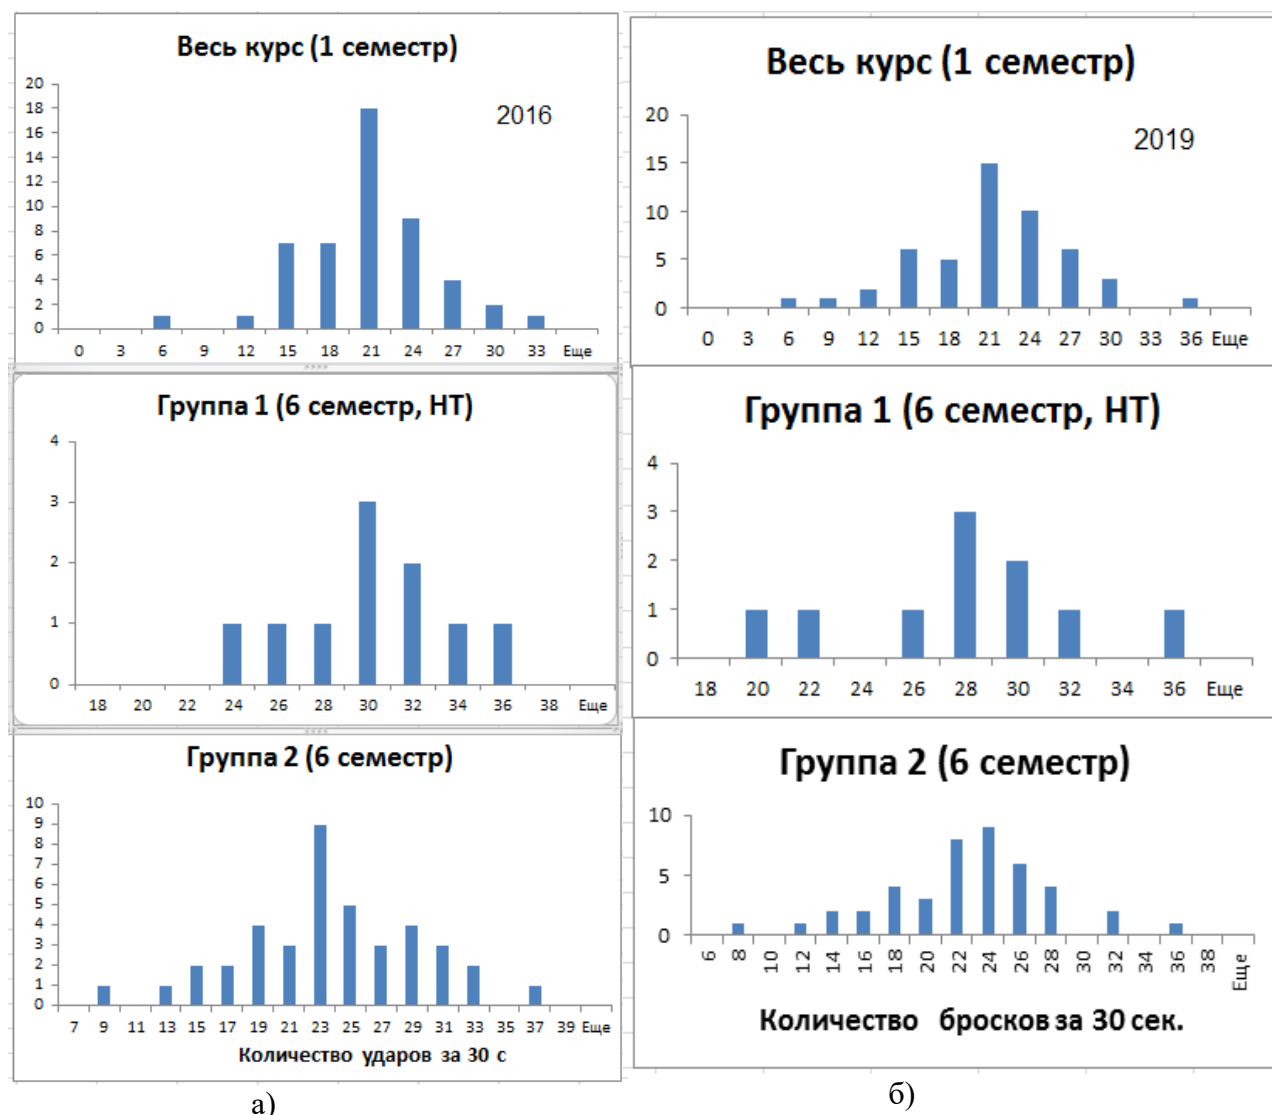 Весь курс (1 семестр)
2016
20
18
16
14
12
10
8
6
4
2
0
0 3 6 9 12 15 18 21 24 27 30 33 Еще
Группа 1 (6 семестр, НТ)
4
3
2
1
0
18 20 22 24 26 28 30 32 34 36 38 Еще
Группа 2 (6 семестр)
10
9
8
7
6
5
4
3
2
1
0
7 9 11 13 15 17 19 21 23 25 27 29 31 33 35 37 39 Еще
Количество ударов за 30 с
а)
Весь курс (1 семестр)
2019
20
15
10
5
0
0 3 6 9 12 15 18 21 24 27 30 33 36 Еще
Группа 1 (6 семестр, НТ)
4
3
2
1
0
18 20 22 24 26 28 30 32 34 36 Еще
Группа 2 (6 семестр)
10
5
0
6 8 10 12 14 16 18 20 22 24 26 28 30 32 34 36 38 Еще
Количество бросков за 30 сек.
б)